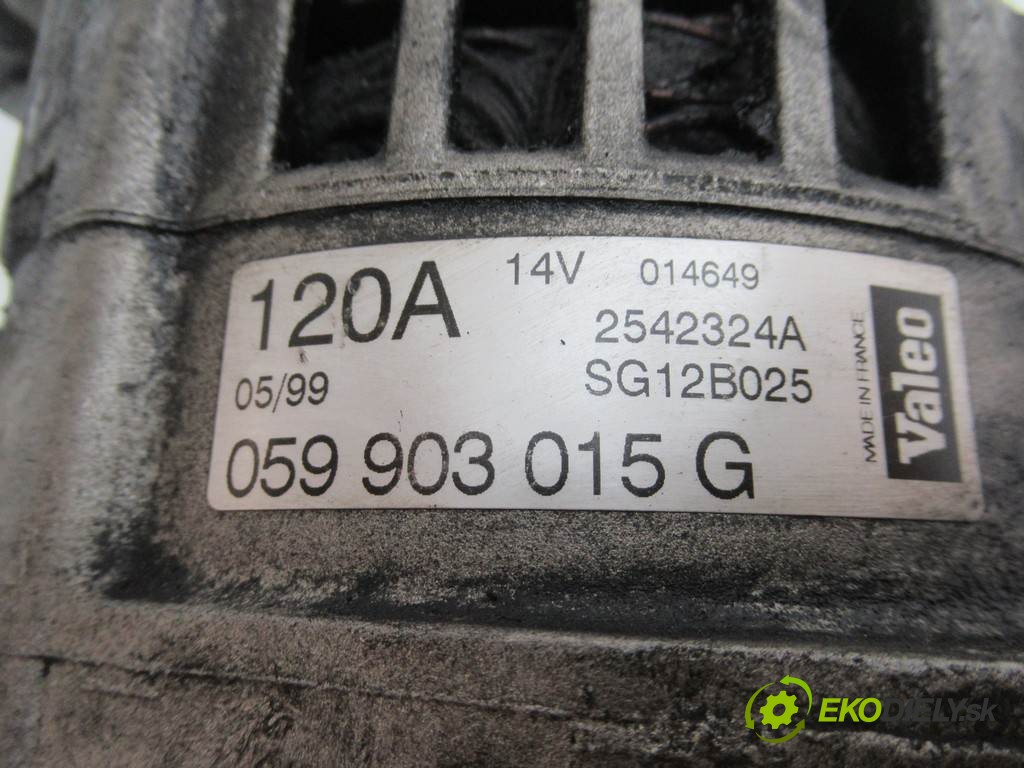 120A 14V 014649
2542324A
05/99 SG12B025
059 903 015 G
MADE IN FRANCE
Valeo
EKODIELY.sk